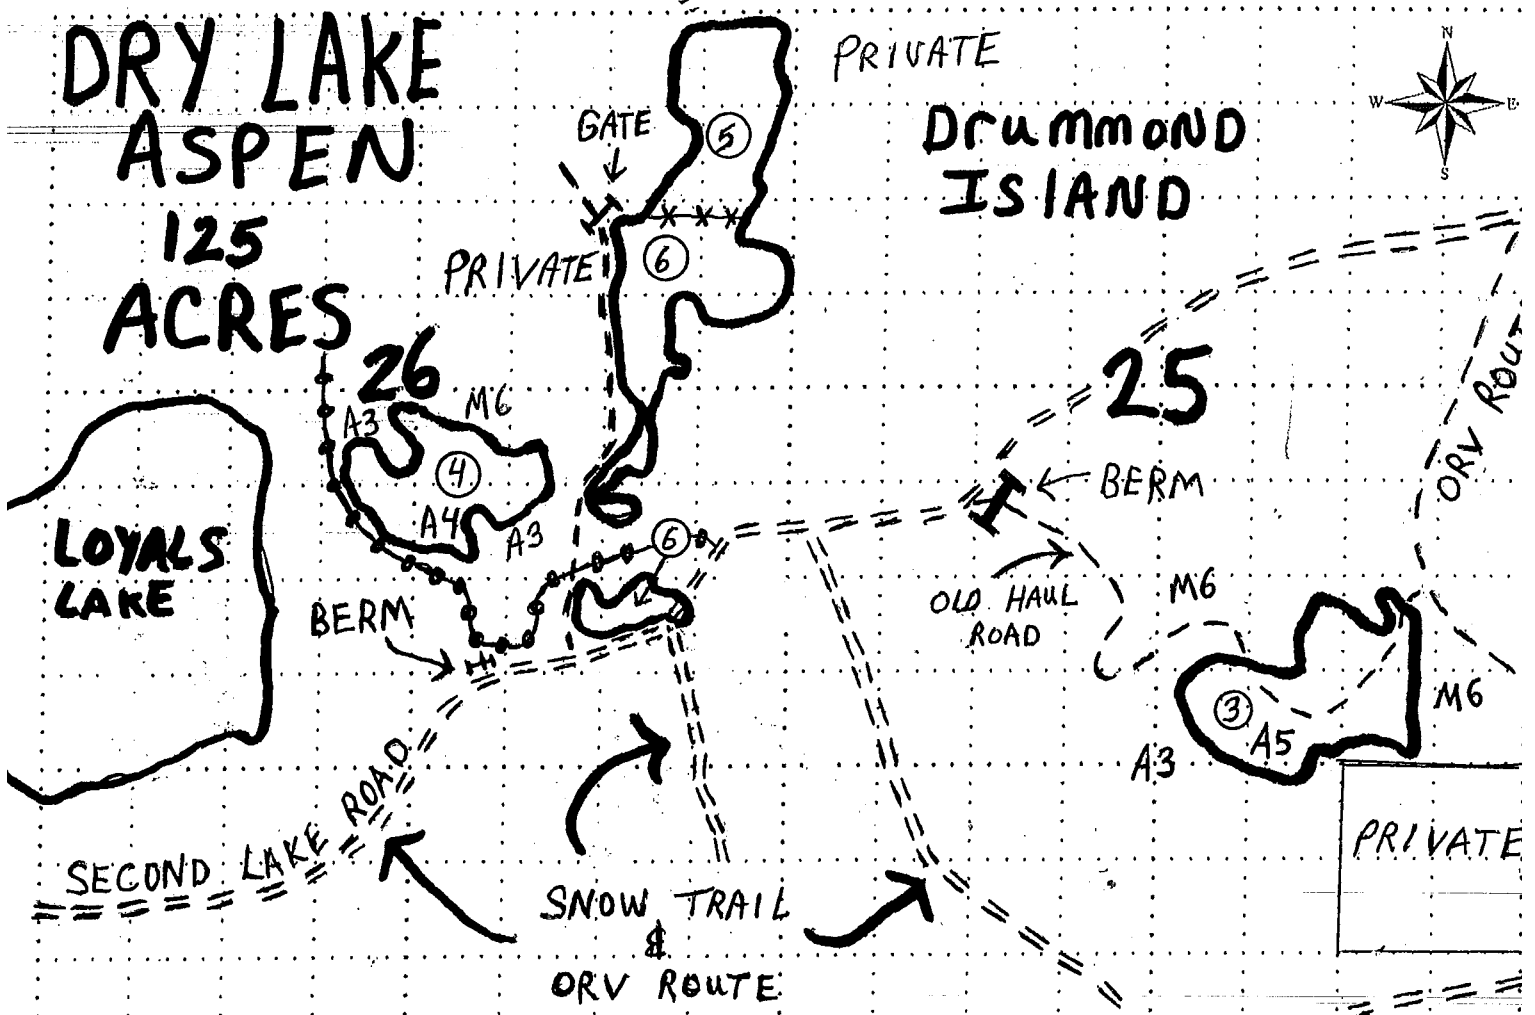 DRY LAKE
ASPEN
125
ACRES
PRIVATE
Drummond
ISLAND
N
W
E
S
GATE
5
6
PRIVATE
26
25
A3
M6
4
A4
A3
6
BERM
LOYALS
LAKE
BERM
OLD HAUL
ROAD
M6
ORV ROUT
3
A5
M6
A3
PRIVATE
SECOND LAKE ROAD
SNOW TRAIL
&
ORV ROUTE